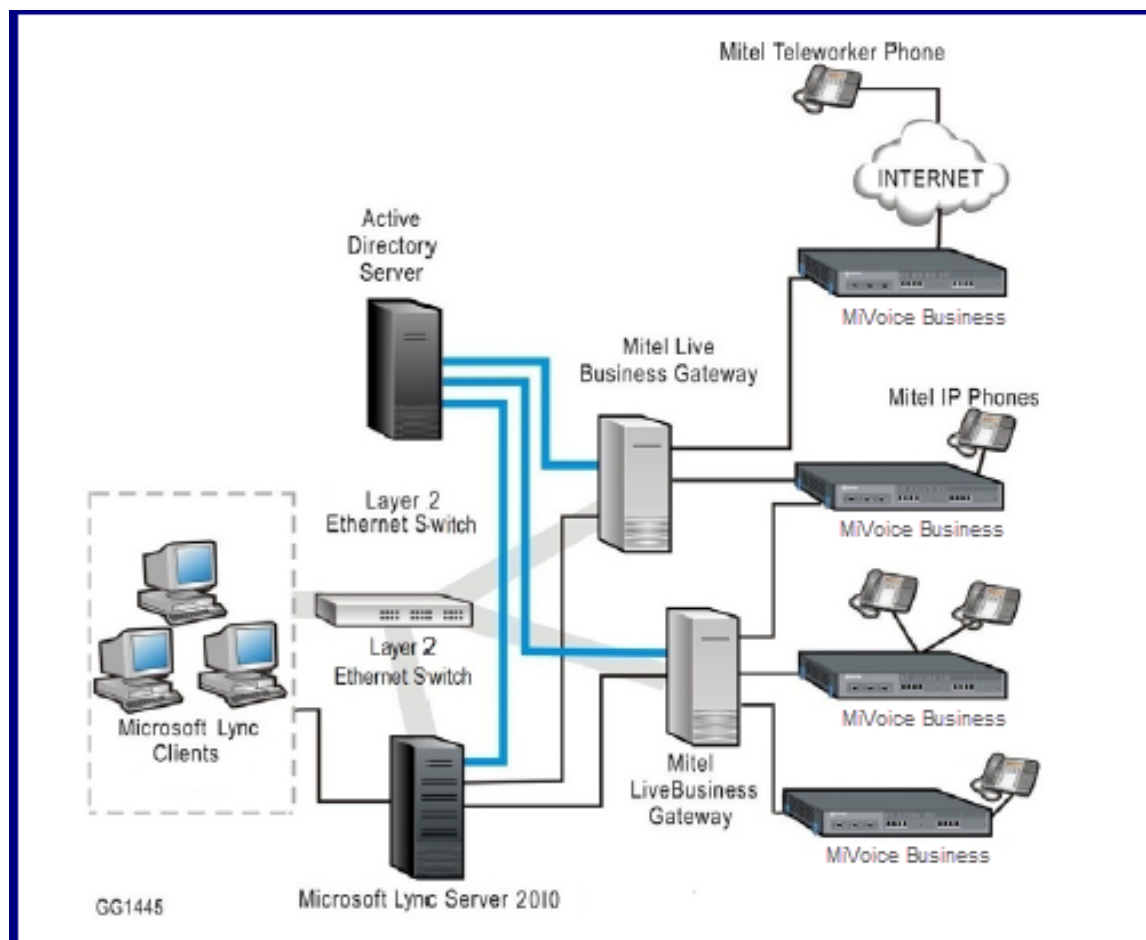 Mitel Teleworker Phone
INTERNET
MiVoice Business
Active
Directory
Server
Mitel Live
Business Gateway
Mitel IP Phones
MiVoice Business
Layer 2
Ethernet Switch
Layer 2
Ethernet Switch
Microsoft Lync
Clients
MiVoice Business
Mitel
LiveBusiness
Gateway
MiVoice Business
Microsoft Lync Server 2010
GG1445